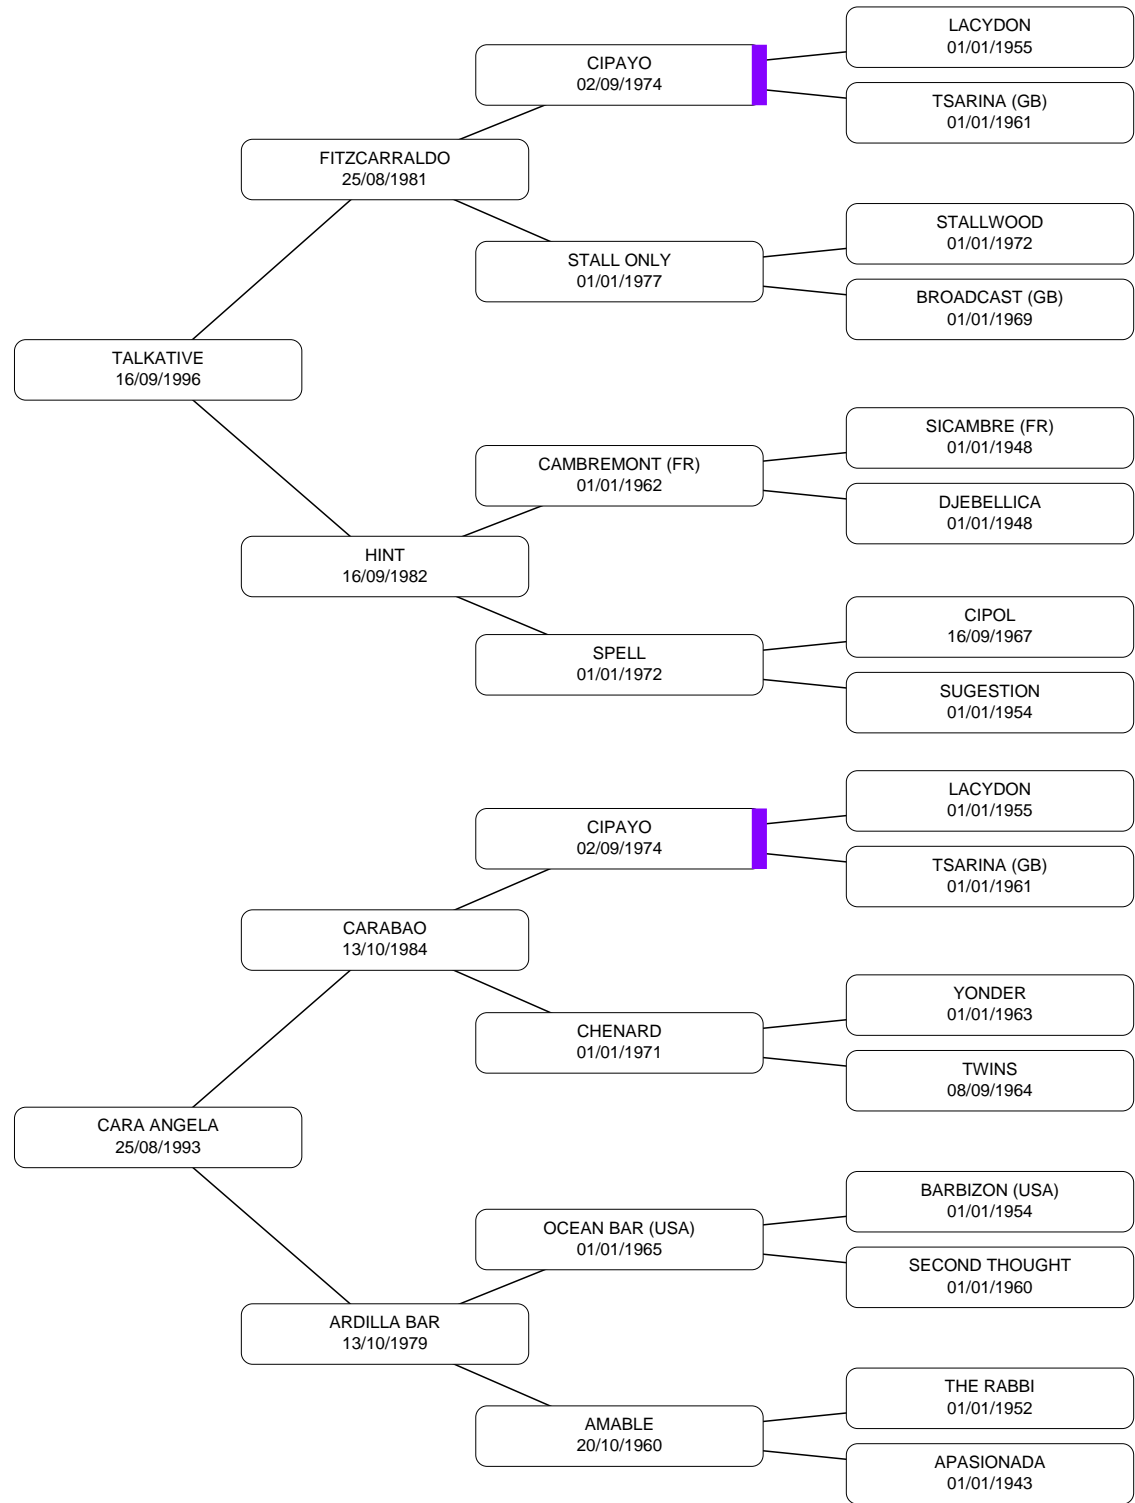 LACYDON
01/01/1955
CIPAYO
02/09/1974
TSARINA (GB)
01/01/1961
FITZCARRALDO
25/08/1981
STALLWOOD
01/01/1972
STALL ONLY
01/01/1977
BROADCAST (GB)
01/01/1969
TALKATIVE
16/09/1996
SICAMBRE (FR)
01/01/1948
CAMBREMONT (FR)
01/01/1962
DJEBELLICA
01/01/1948
HINT
16/09/1982
CIPOL
16/09/1967
SPELL
01/01/1972
SUGESTION
01/01/1954
LACYDON
01/01/1955
CIPAYO
02/09/1974
TSARINA (GB)
01/01/1961
CARABAO
13/10/1984
YONDER
01/01/1963
CHENARD
01/01/1971
TWINS
08/09/1964
CARA ANGELA
25/08/1993
BARBIZON (USA)
01/01/1954
OCEAN BAR (USA)
01/01/1965
SECOND THOUGHT
01/01/1960
ARDILLA BAR
13/10/1979
THE RABBI
01/01/1952
AMABLE
20/10/1960
APASIONADA
01/01/1943